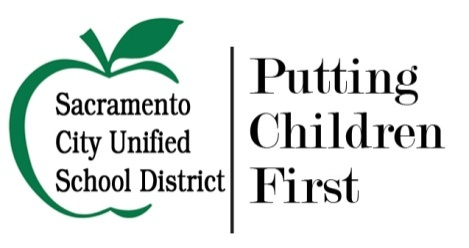 Sacramento
City Unified
School District
Putting
Children
First